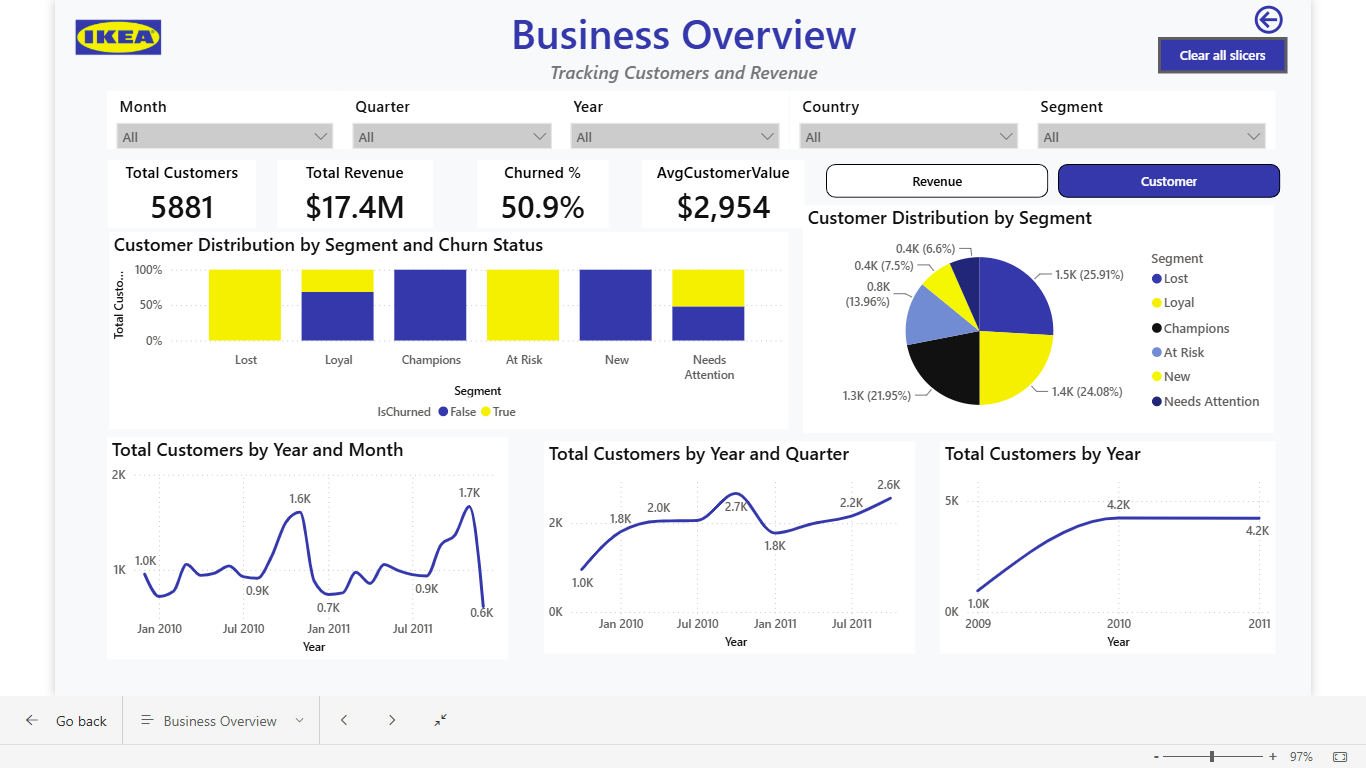 IKEA
Business Overview
Tracking Customers and Revenue
Clear all slicers
Month
All
Quarter
All
Year
All
Country
All
Segment
All
Total Customers
5881
Total Revenue
$17.4M
Churned %
50.9%
AvgCustomerValue
$2,954
Revenue
Customer
Customer Distribution by Segment and Churn Status
Total Custo...
100%
50%
0%
Lost
Loyal
Champions
At Risk
New
Needs
Attention
Segment
IsChurned False True
Customer Distribution by Segment
0.4K (6.6%)
0.4K (7.5%)
0.8K
(13.96%)
1.3K (21.95%)
1.5K (25.91%)
1.4K (24.08%)
Segment
Lost
Loyal
Champions
At Risk
New
Needs Attention
Total Customers by Year and Month
2K
1K
1.0K
0.9K
1.6K
0.7K
0.9K
1.7K
0.6K
Jan 2010
Jul 2010
Jan 2011
Jul 2011
Year
Total Customers by Year and Quarter
2K
0K
1.0K
1.8K
2.0K
2.7K
1.8K
2.2K
2.6K
Jan 2010
Jul 2010
Jan 2011
Jul 2011
Year
Total Customers by Year
5K
0K
1.0K
4.2K
4.2K
2009
2010
2011
Year
Go back
Business Overview
- + 97%